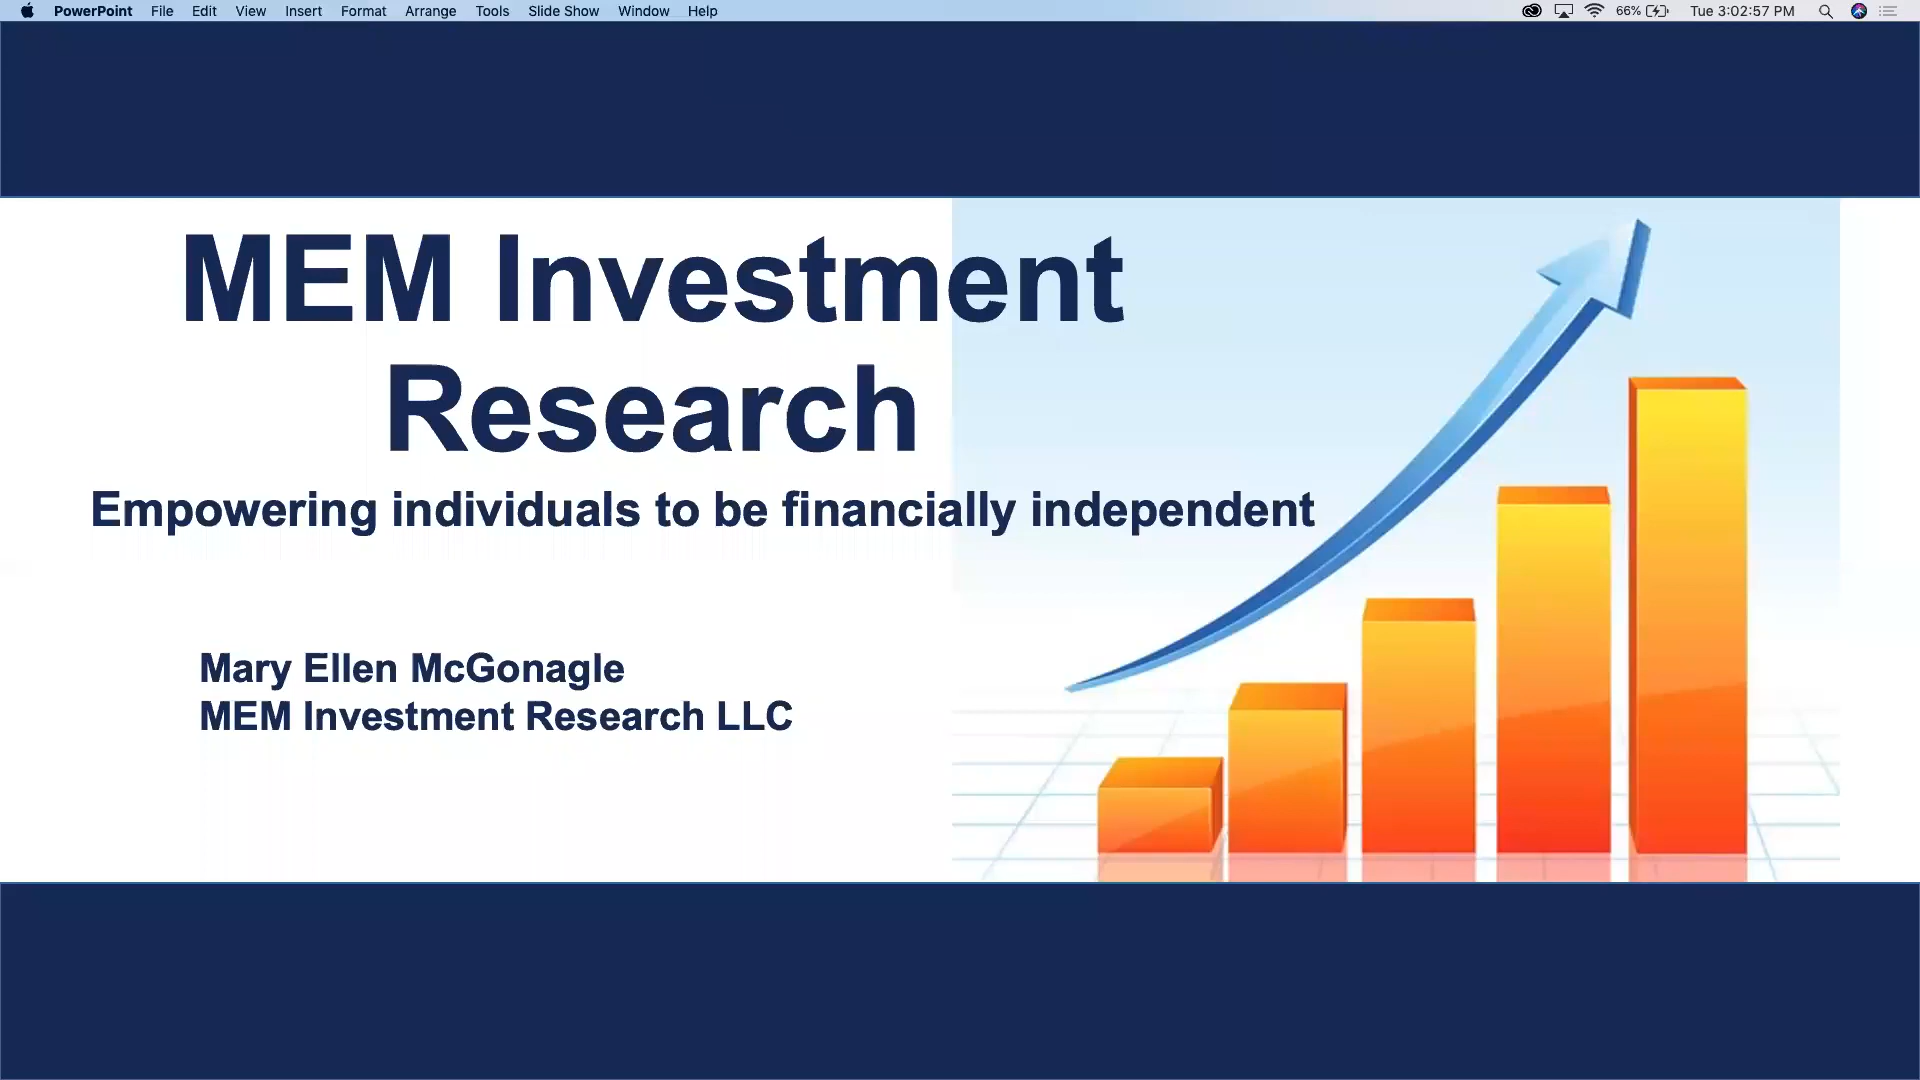 PowerPoint File Edit View Insert Format Arrange Tools Slide Show Window Help 66% Tue 3:02:57 PM
MEM Investment
Research
Empowering individuals to be financially independent
Mary Ellen McGonagle
MEM Investment Research LLC